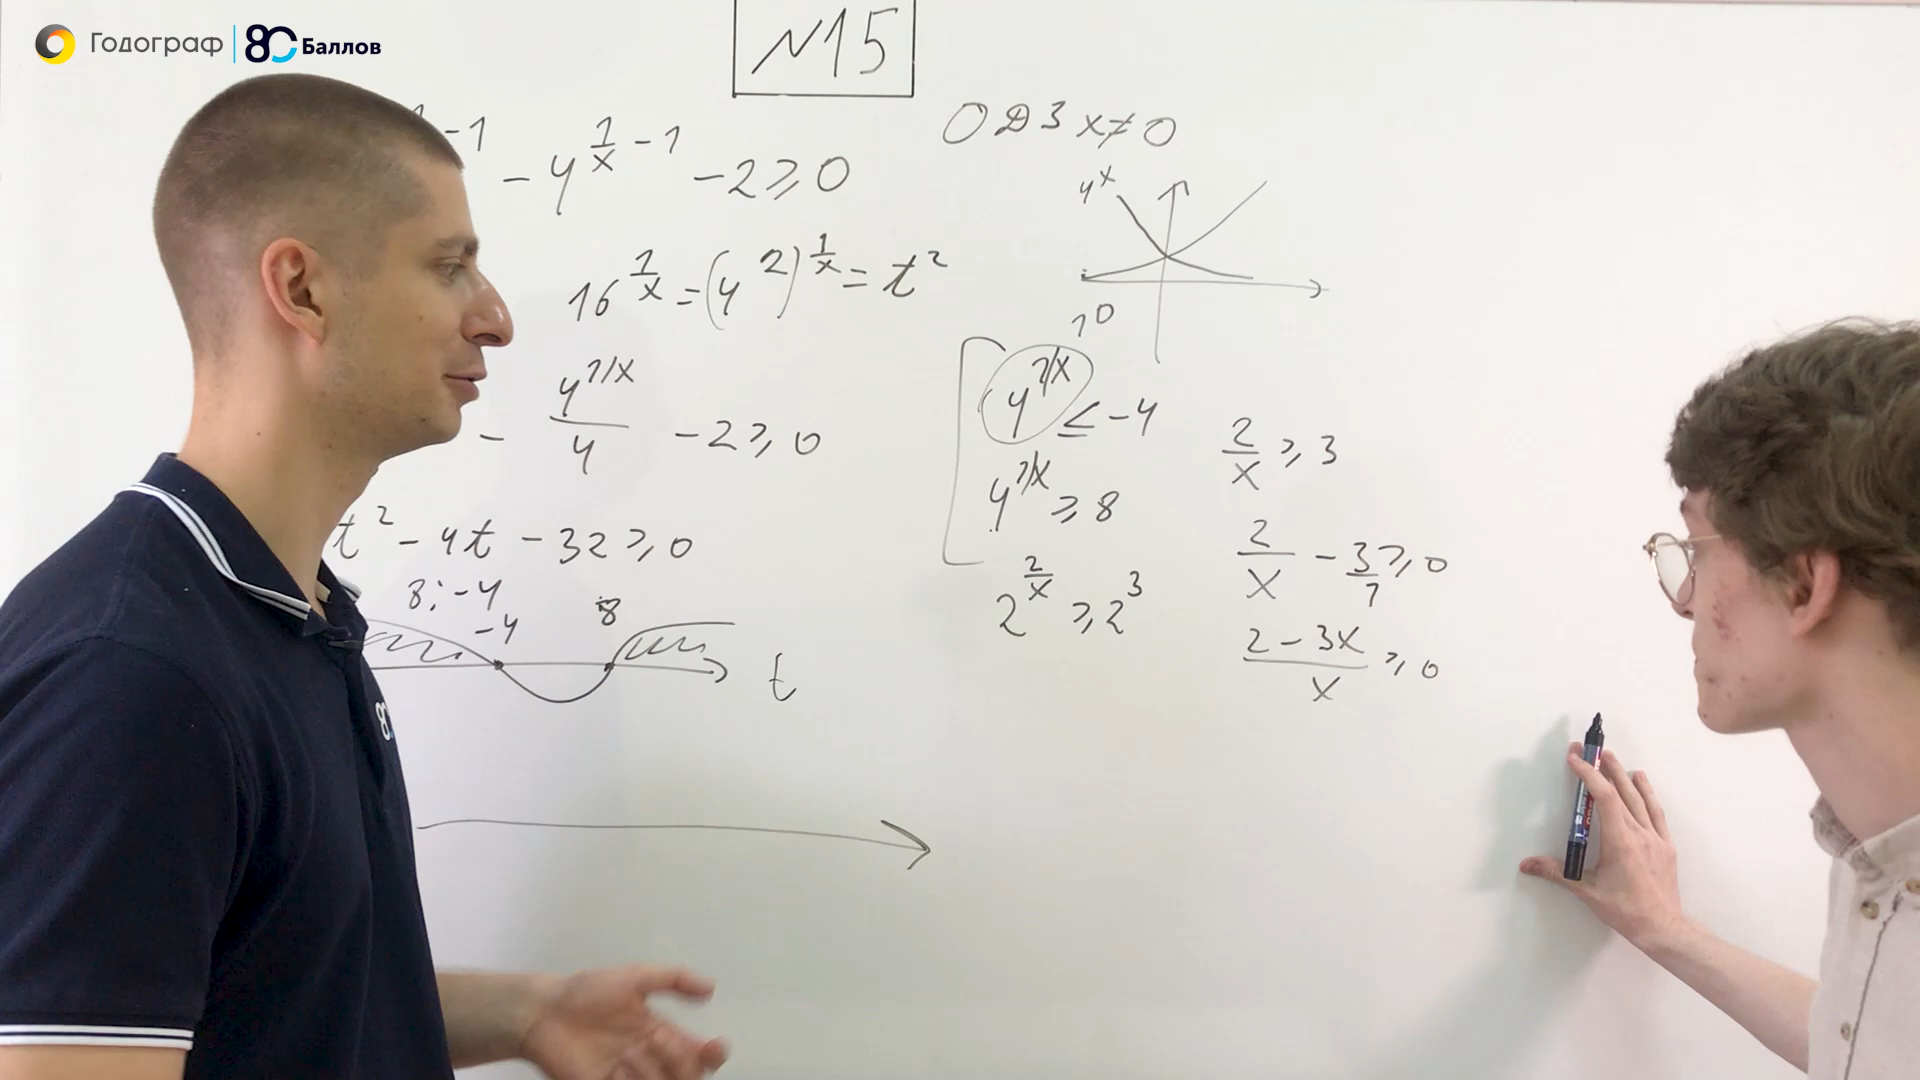 Годограф 80 Баллов
№15
-1 - 4^{1/x - 1} - 2 ⩾ 0
ОДЗ x ≠ 0
4^x
16^{1/x} = (4^2)^{1/x} = t^2
- 4^{1/x}/4 - 2 ⩾ 0
t^2 - 4t - 32 ⩾ 0
8; -4
-4 8
t
4^{1/x} ≤ -4
4^{1/x} ⩾ 8
2^{2/x} ⩾ 2^3
2/x ⩾ 3
2/x - 3/1 ⩾ 0
(2 - 3x)/x ⩾ 0